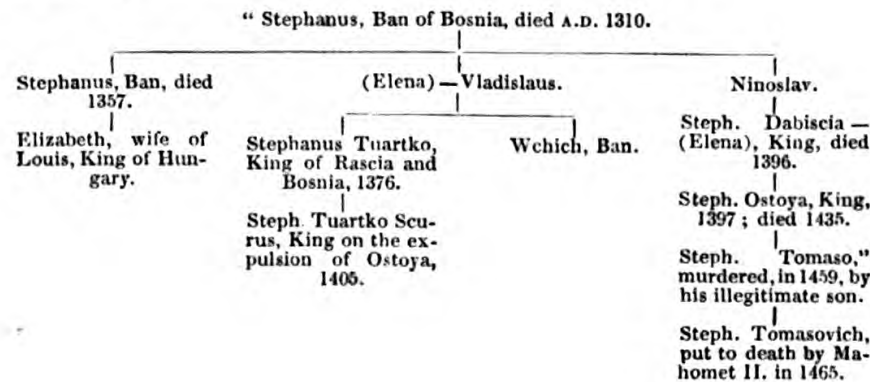 “ Stephanus, Ban of Bosnia, died A.D. 1310.
Stephanus, Ban, died
1357.
Elizabeth, wife of
Louis, King of Hun-
gary.
(Elena) — Vladislaus.
Stephanus Tuartko,
King of Rascia and
Bosnia, 1376.
Steph. Tuartko Scu-
rus, King on the ex-
pulsion of Ostoya,
1405.
Wchich, Ban.
Ninoslav.
Steph. Dabiscia —
(Elena), King, died
1396.
Steph. Ostoya, King,
1397 ; died 1435.
Steph. Tomaso,”
murdered, in 1459, by
his illegitimate son.
Steph. Tomasovich,
put to death by Ma-
homet II. in 1465.